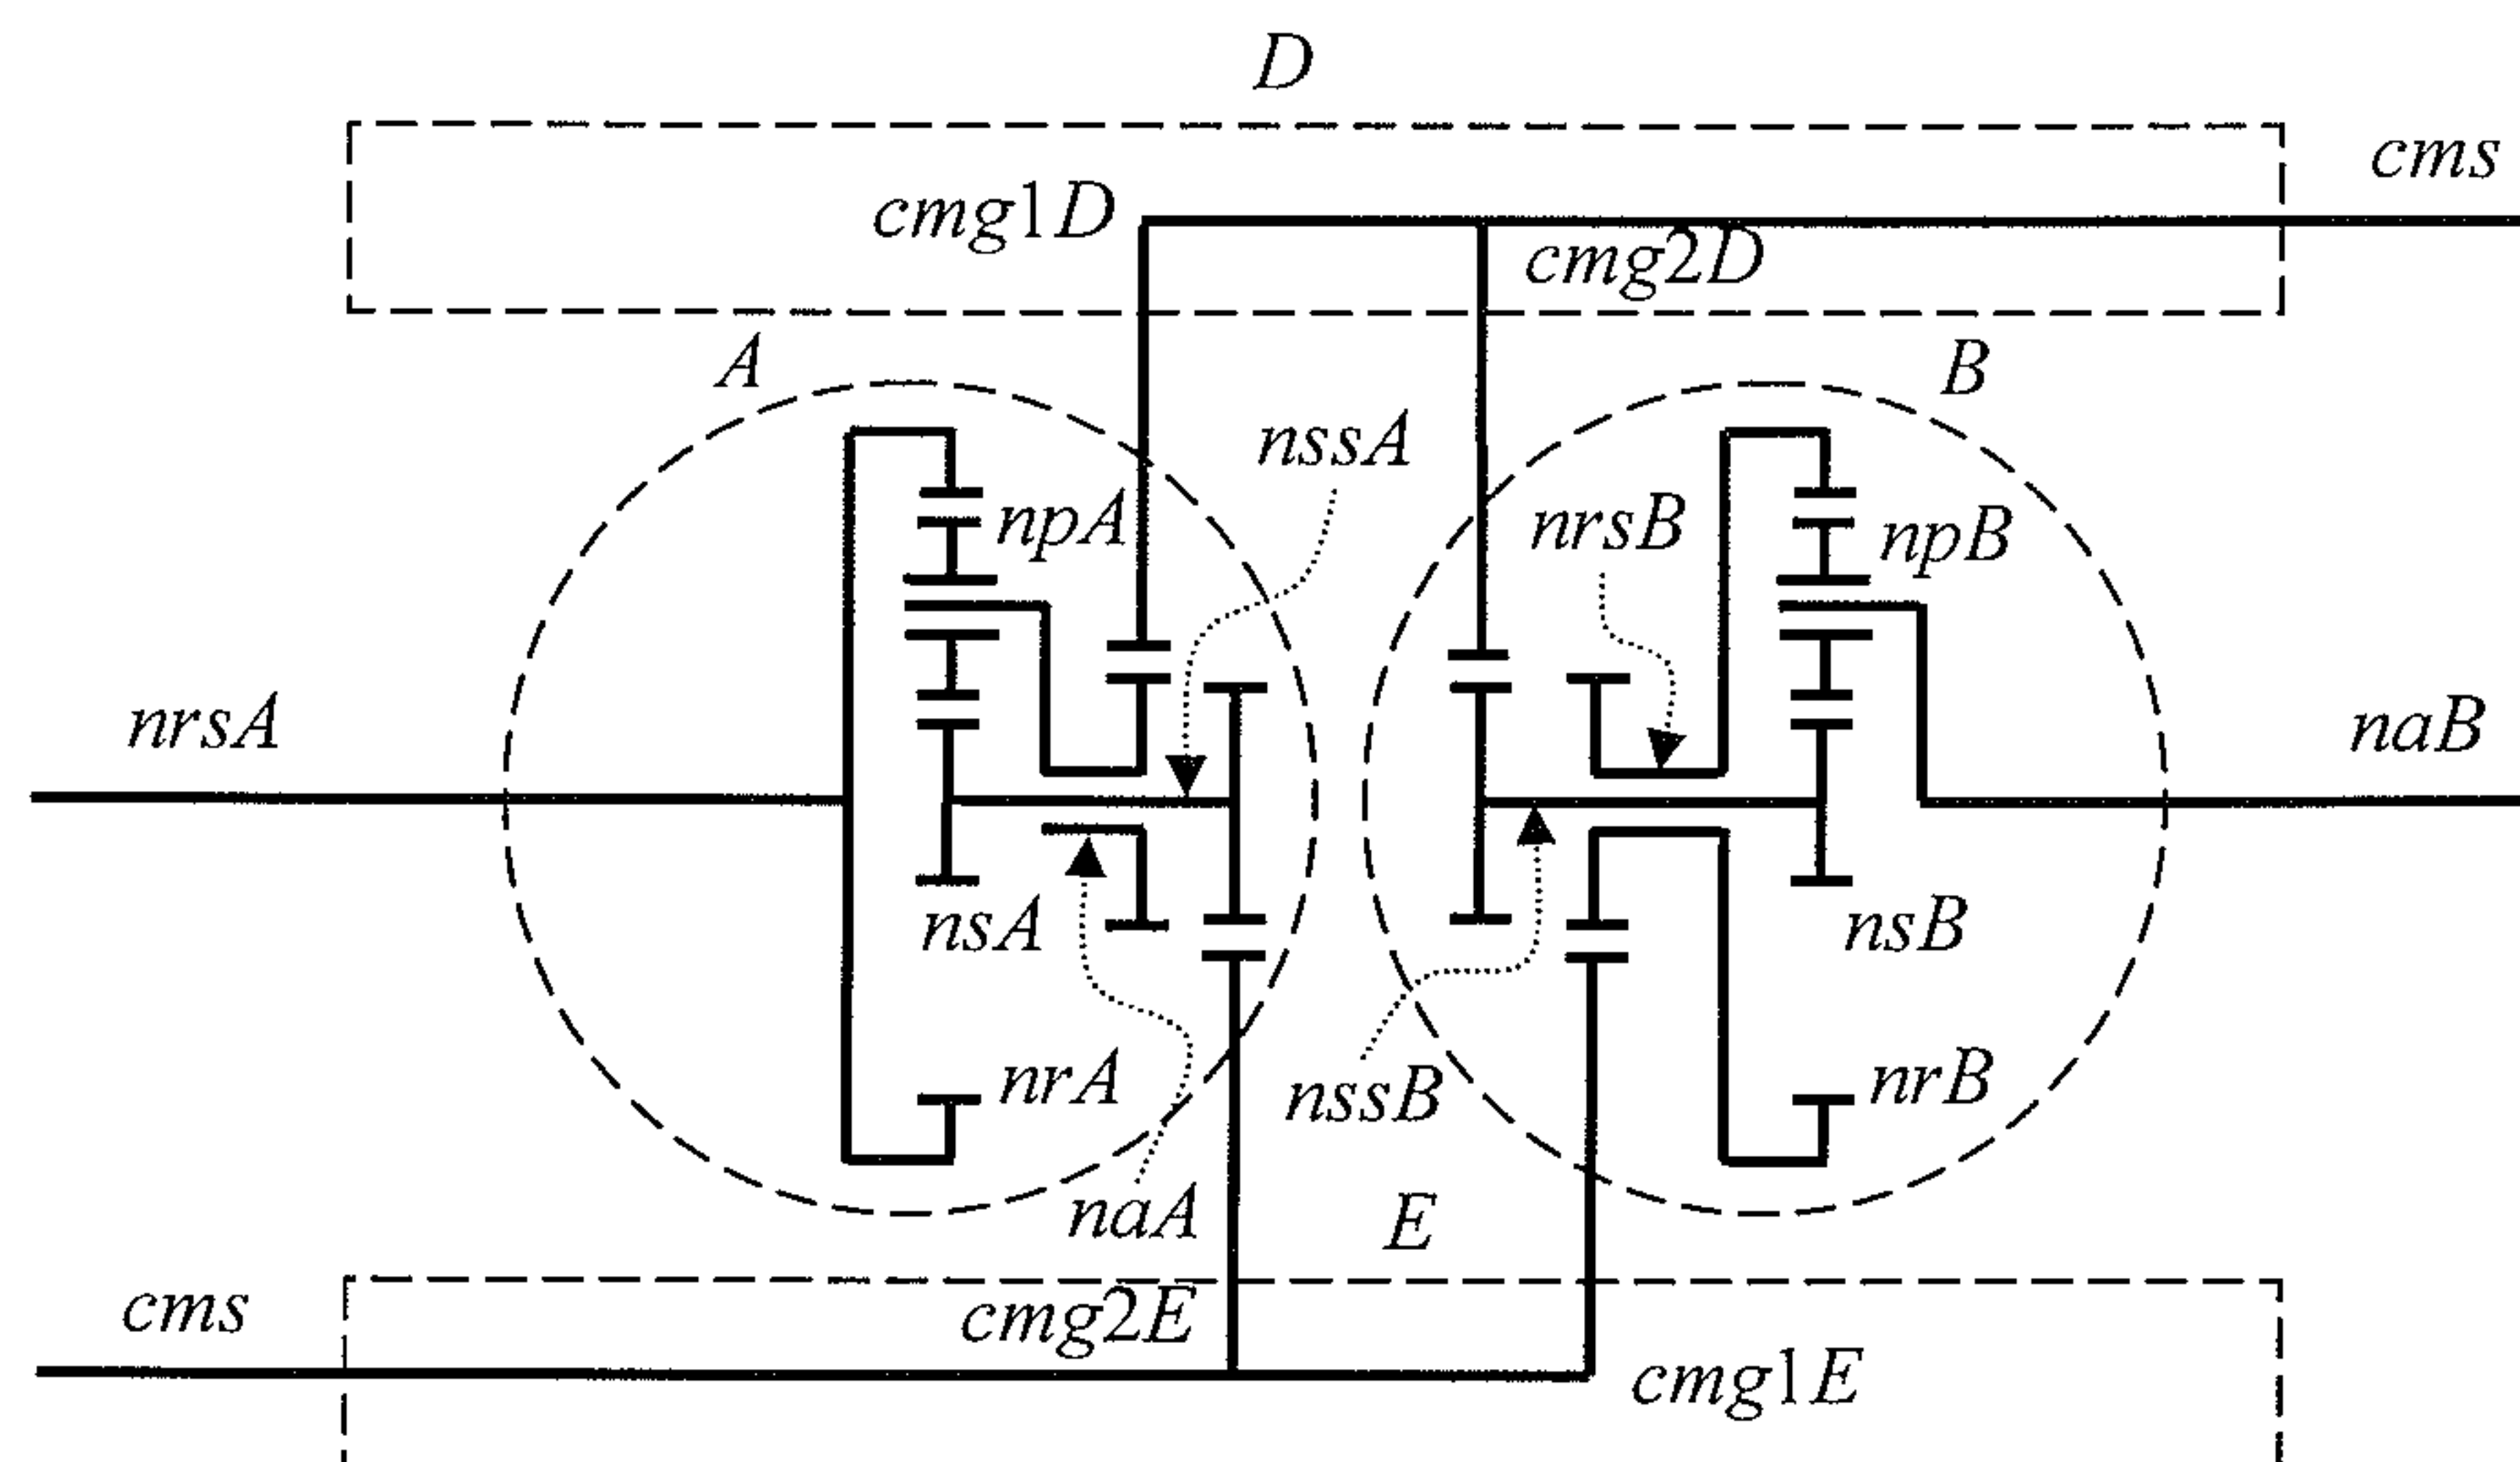 D
cms
cmg1D
cmg2D
A
B
nssA
npA
nrsB
npB
nrsA
naB
nsA
nsB
nrA
nssB
nrB
naA
E
cms
cmg2E
cmg1E